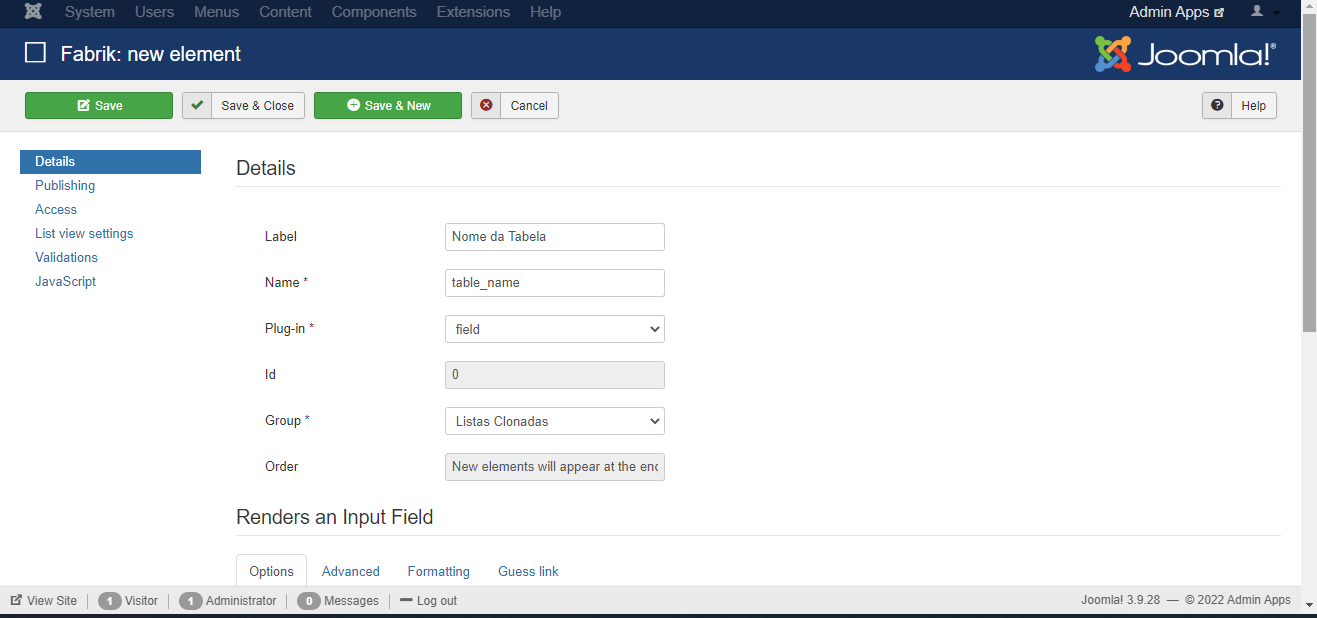 System Users Menus Content Components Extensions Help Admin Apps
Fabrik: new element Joomla!®
Save Save & Close Save & New Cancel Help
Details
Publishing
Access
List view settings
Validations
JavaScript
Details
Label Nome da Tabela
Name * table_name
Plug-in * field
Id 0
Group * Listas Clonadas
Order New elements will appear at the end
Renders an Input Field
Options Advanced Formatting Guess link
View Site 1 Visitor 1 Administrator 0 Messages Log out Joomla! 3.9.28 — © 2022 Admin Apps